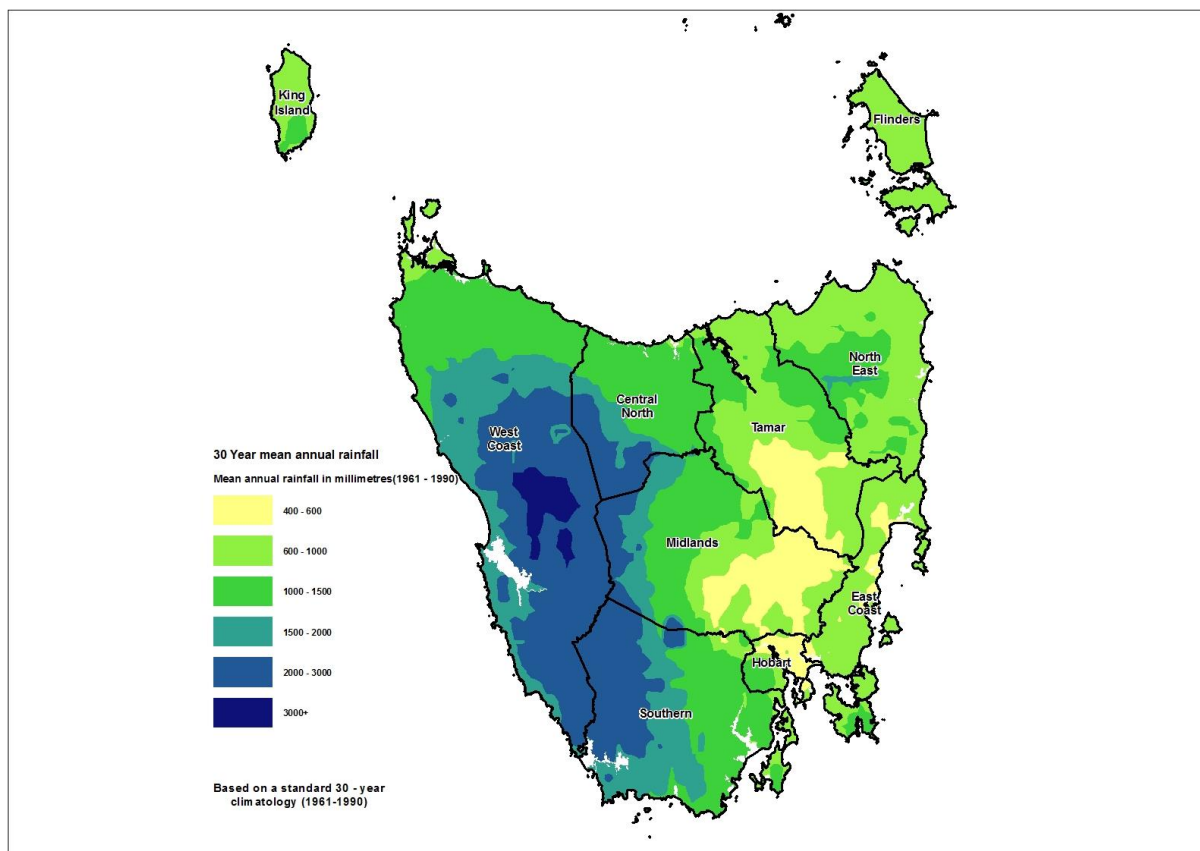 King
Island
Flinders
North
East
Central
North
Tamar
West
Coast
30 Year mean annual rainfall
Mean annual rainfall in millimetres(1961 - 1990)
400 - 600
600 - 1000
1000 - 1500
1500 - 2000
2000 - 3000
3000+
Midlands
East
Coast
Hobart
Southern
Based on a standard 30 - year
climatology (1961-1990)